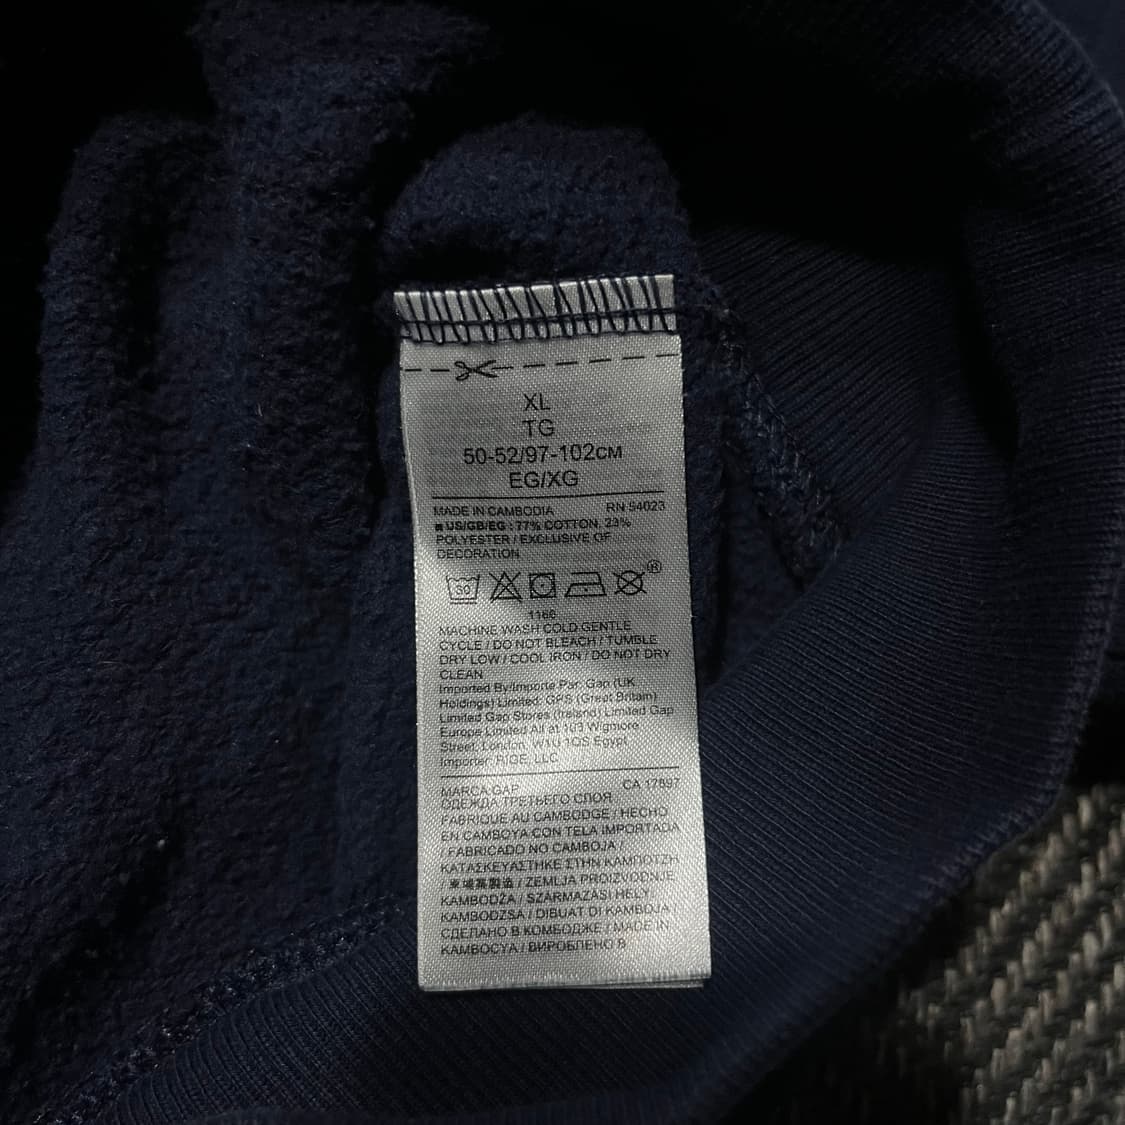 XL
TG
50-52/97-102CM
EG/XG
MADE IN CAMBODIA RN 54023
US/GB/EG : 77% COTTON, 23%
POLYESTER / EXCLUSIVE OF
DECORATION
30
®
1166
MACHINE WASH COLD GENTLE
CYCLE / DO NOT BLEACH / TUMBLE
DRY LOW / COOL IRON / DO NOT DRY
CLEAN
Imported By/Importe Par: Gap (UK
Holdings) Limited. GPS (Great Britain)
Limited Gap Stores (Ireland) Limited Gap
Europe Limited All at Wigmore
Street, London, W1U 1QS Egypt
Importer: RIGE, LLC
MARCA GAP CA 17897
ОДЕЖДА ТРЕТЬЕГО СЛОЯ
FABRIQUE AU CAMBODGE / HECHO
EN CAMBOYA CON TELA IMPORTADA
/ FABRICADO NO CAMBOJA /
ΚΑΤΑΣΚΕΥΑΣΤΗΚΕ ΣΤΗΝ ΚΑΜΠΟΤΖΗ
/ 柬埔寨製造 / ZEMLJA PROIZVODNJE
KAMBODŽA / SZÁRMAZÁSI HELY
KAMBODZSA / DIBUAT DI KAMBOJA /
СДЕЛАНО В КОМБОДЖЕ / MADE IN
KAMBOÇYA / ВИРОБЛЕНО В